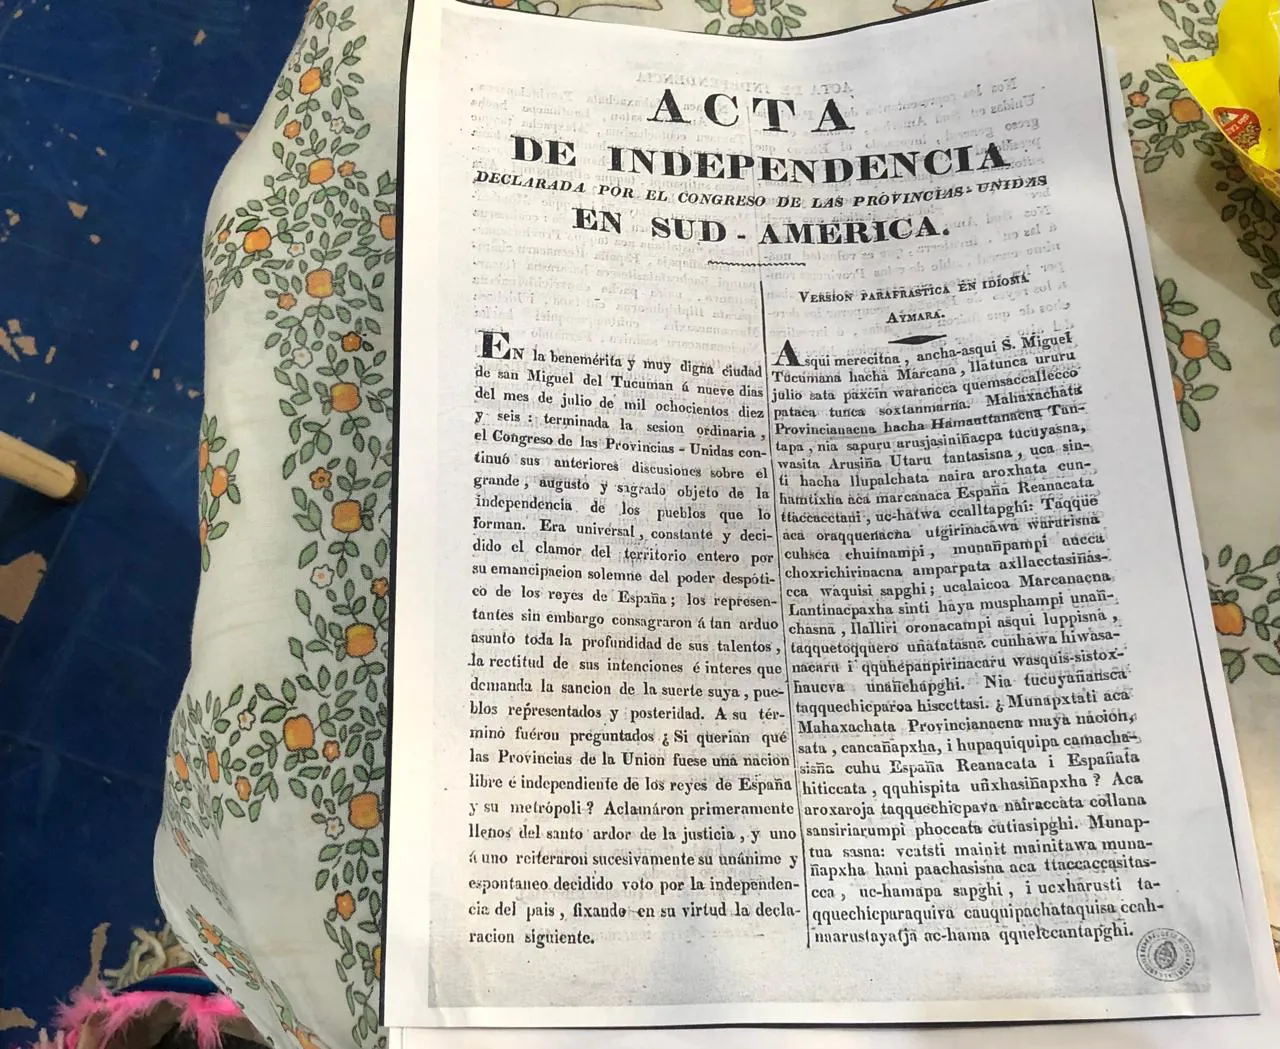 ACTA
DE INDEPENDENCIA
DECLARADA POR EL CONGRESO DE LAS PROVINCIAS-UNIDAS
EN SUD-AMÉRICA.
EN la benemérita y muy digna ciudad
de san Miguel del Tucuman á nueve dias
del mes de julio de mil ochocientos diez
y seis: terminada la sesion ordinaria,
el Congreso de las Provincias-Unidas con-
tinuó sus anteriores discusiones sobre el
grande, augusto y sagrado objeto de la
independencia de los pueblos que lo
forman. Era universal, constante y deci-
dido el clamor del territorio entero por
su emancipacion solemne del poder despóti-
co de los reyes de España; los represen-
tantes sin embargo consagraron á tan arduo
asunto toda la profundidad de sus talentos,
la rectitud de sus intenciones é interes que
demanda la sancion de la suerte suya, pue-
blos representados y posteridad. A su tér-
mino fuéron preguntados ¿Si querian que
las Provincias de la Union fuese una nacion
libre é independiente de los reyes de España
y su metrópoli? Aclamáron primeramente
llenos del santo ardor de la justicia, y uno
á uno reiteraron sucesivamente su unánime y
espontaneo decidido voto por la independen-
cia del pais, fixando en su virtud la decla-
racion siguiente.
VERSION PARAFRASTICA EN IDIOMA
AYMARA.
Asqui merecitna, ancha-asqui S. Miguel
Tucumana hacha Marcana, llatunca ururu
julio sata paxcin warancca quemsaccallecco
pataca tunca soxtanmarna. Mahaxachata
Provincianacna hacha Hamauttanacna Tan-
tapa, nia sapuru arusjasiniñacpa tucuyasna,
wasita Arusiña Utaru tantasisna, uca sin-
ti hacha llupalchata naira aroxhata cun-
hamtixha aca marcanaca España Reanacata
ttaccacctani, uc-hatwa ccalltapghi: Taqque
aca oraqquenacha utgirinacawa wararisna
cuhsca chuimampi, munañpampi aucca
choxrichirinacna amparpata axllacctasiñas-
cca waquisi sapghi; ucalaicoa Marcanacna
Lantinacpaxha sinti haya musphampi unañ-
chasna, llalliri oronacampi asqui luppisna,
taqquetoqquero uñatatasna cunhawa hiwasa-
nacaru i qquhepanpirinacaru wasquis-sistox-
haucva unanchapghi. Nia tucuyañansca
taqquechicparoa hisccttasi. ¿Munapxtati aca
Mahaxachata Provincianacna maya nacion,
sata, cancañapxha, i hupaquiquipa camacha-
sisña cuhu España Reanacata i Españata
hiticcata, qquhispita uñxhasiñapxha? Aca
aroxaroja taqquechicpava nairaccata collana
sansiriarumpi phoccata cutiasipghi. Munap-
tua sasna: vcatsti mainit mainitawa muna-
ñapxha hani paachasisna aca ttaccaccasitas-
cca, uc-hamapa sapghi, i ucxharusti ta-
qquechicparaquiva cauquipachataquisa ccah-
naarustayatja ac-hama qquelccantapghi.